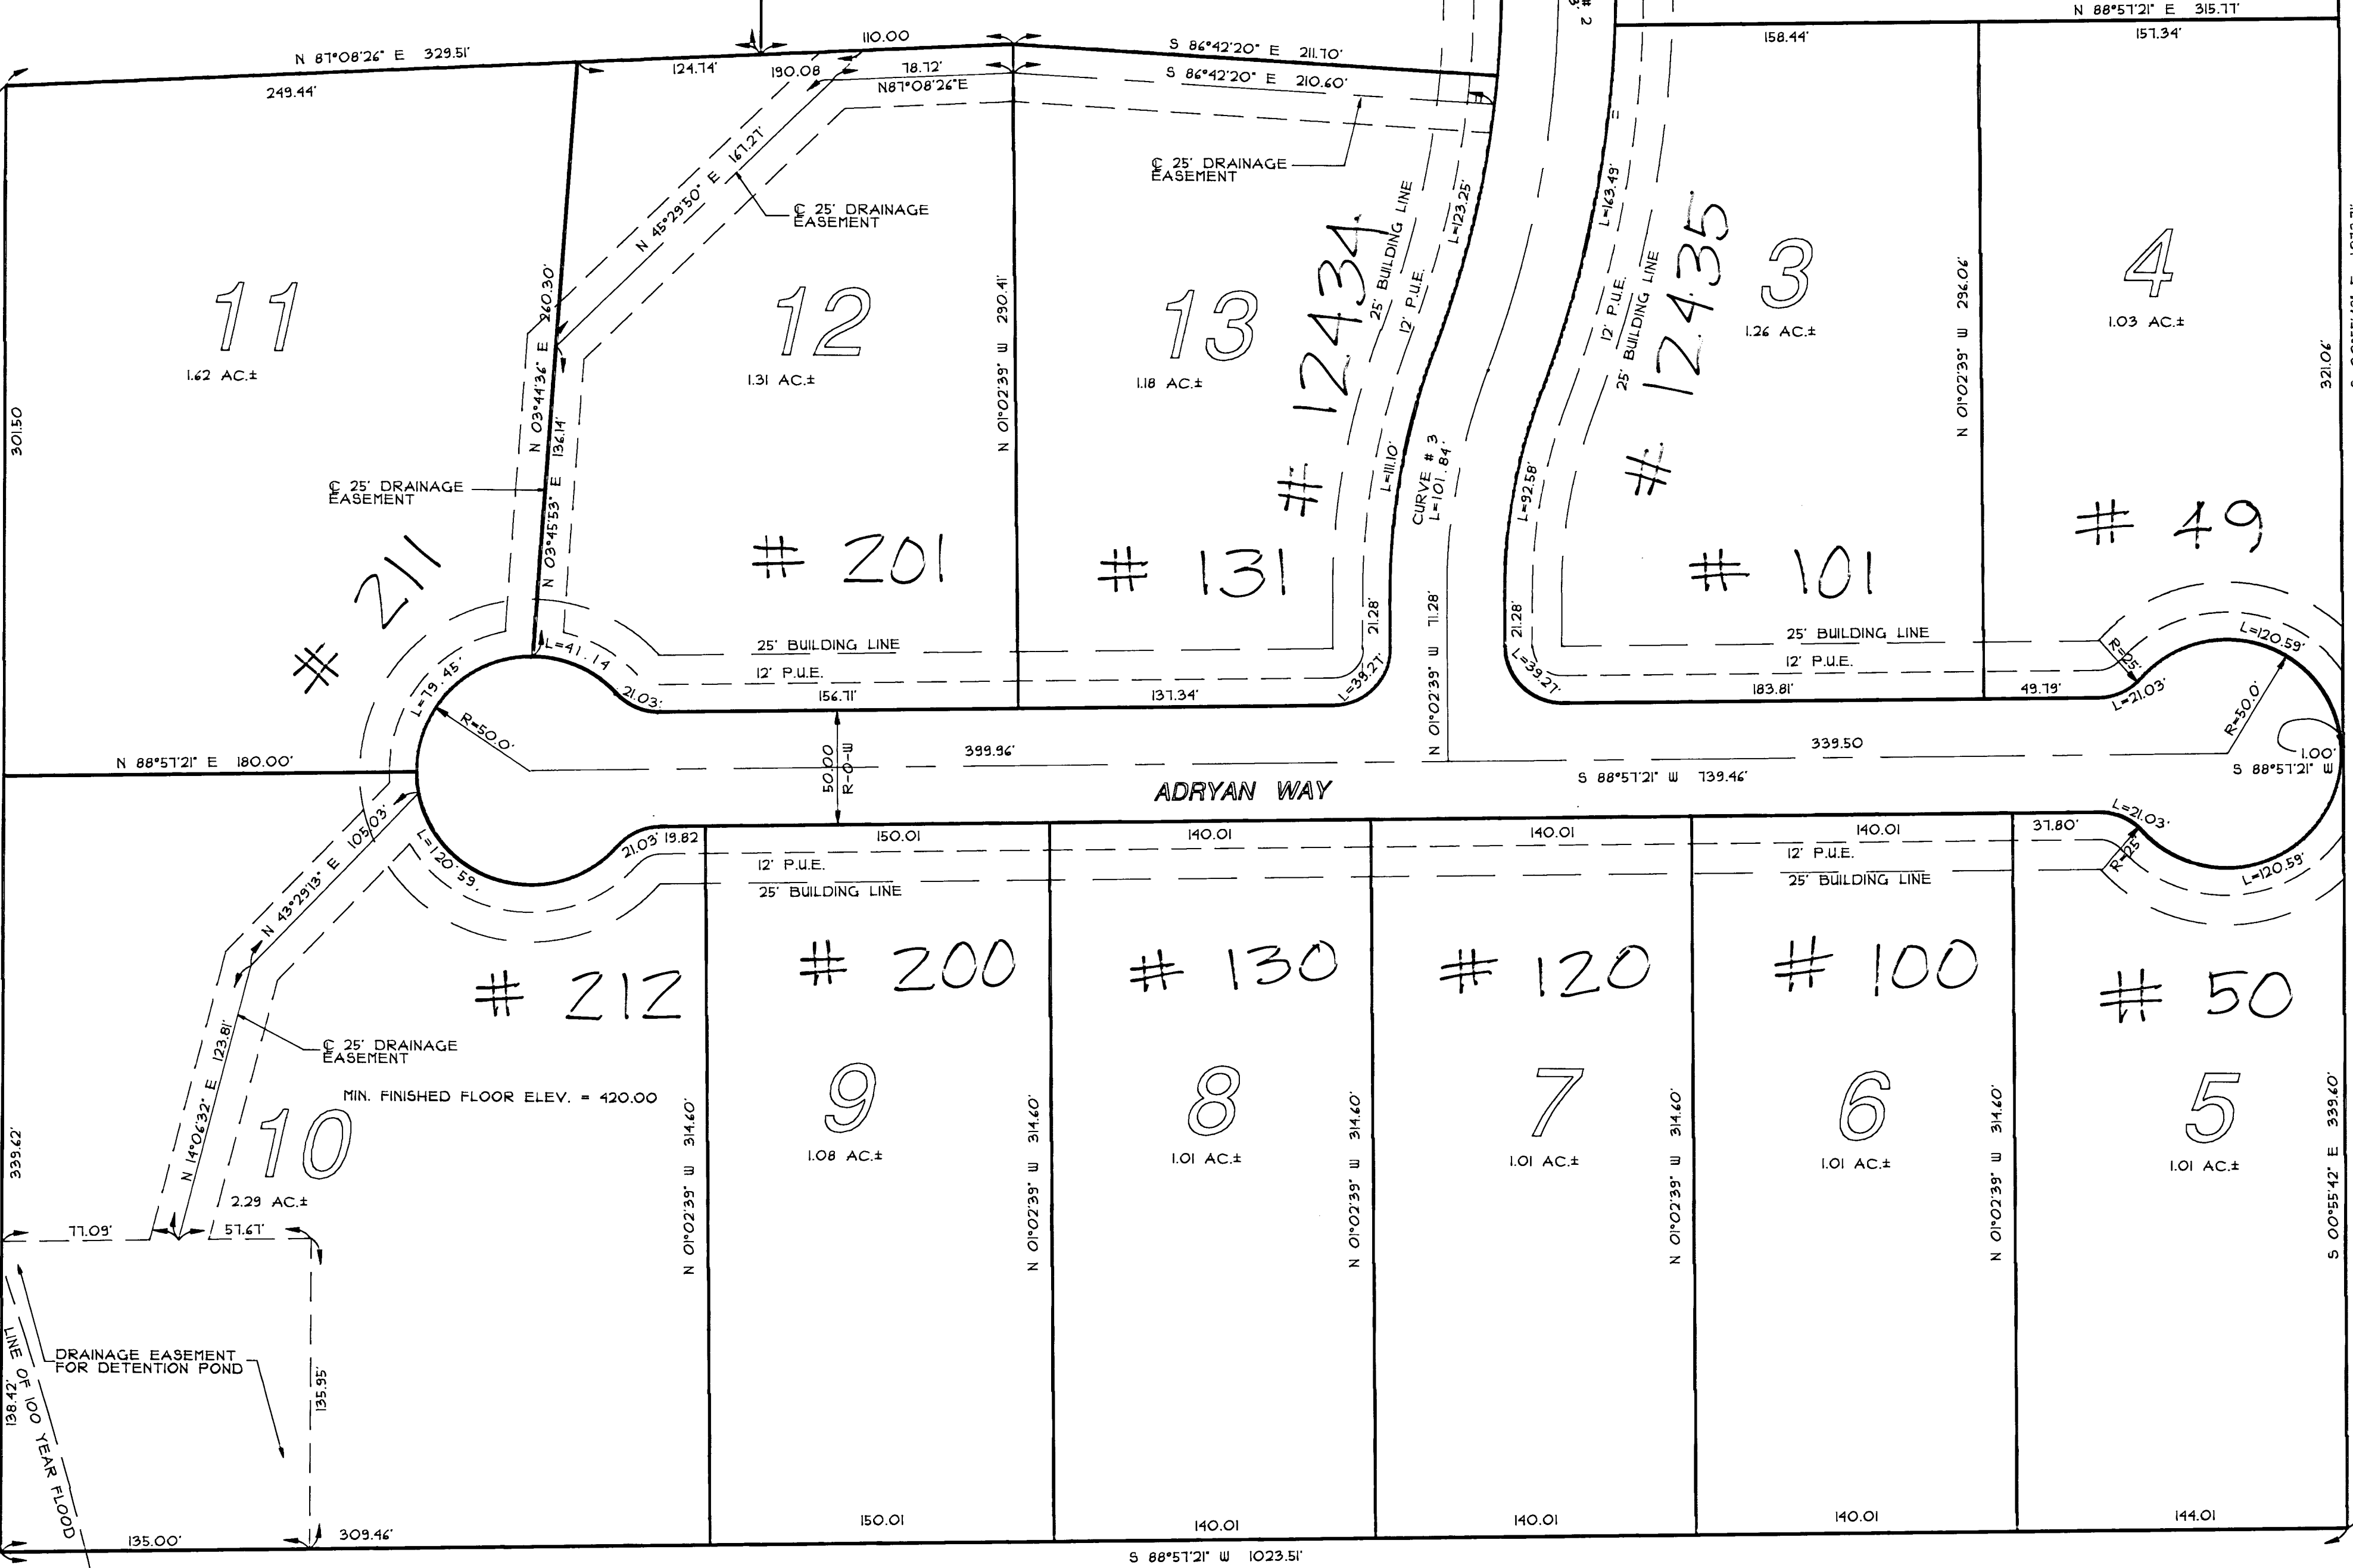 N 88°57'21" E 315.77'
# 2
110.00
N 87°08'26" E 329.51'
S 86°42'20" E 211.70'
158.44'
157.34'
249.44'
124.74'
190.08
78.72'
N87°08'26"E
S 86°42'20" E 210.60'
℄ 25' DRAINAGE
EASEMENT
N 45°29'50" E 167.27'
℄ 25' DRAINAGE
EASEMENT
11
1.62 AC.±
12
1.31 AC.±
13
1.18 AC.±
3
1.26 AC.±
4
1.03 AC.±
301.50
N 03°44'36" E 260.30'
N 03°45'53" E 136.14'
N 01°02'39" W 290.41'
# 12434
25' BUILDING LINE
12' P.U.E.
L=123.25'
L=111.10'
CURVE # 3
L=101.84'
L=163.49'
12' P.U.E.
25' BUILDING LINE
# 12435
L=92.58'
N 01°02'39" W 296.06'
321.06'
℄ 25' DRAINAGE
EASEMENT
# 211
# 201
# 131
# 101
# 49
25' BUILDING LINE
12' P.U.E.
21.28'
N 01°02'39" W 71.28'
21.28'
25' BUILDING LINE
12' P.U.E.
L=79.45'
L=41.14
21.03'
156.71'
137.34'
L=39.27'
L=39.27'
183.81'
49.79'
R=25'
L=21.03'
L=120.59'
R=50.0'
R=50.0'
N 88°57'21" E 180.00'
50.00
R-O-W
399.96'
ADRYAN WAY
339.50
S 88°57'21" W 739.46'
1.00'
S 88°57'21" W
N 43°29'13" E 105.03'
L=120.59'
21.03'
19.82
150.01
140.01
140.01
140.01
37.80'
L=21.03'
R=25'
L=120.59'
12' P.U.E.
25' BUILDING LINE
12' P.U.E.
25' BUILDING LINE
# 212
# 200
# 130
# 120
# 100
# 50
N 14°06'32" E 123.81'
℄ 25' DRAINAGE
EASEMENT
MIN. FINISHED FLOOR ELEV. = 420.00
10
2.29 AC.±
9
1.08 AC.±
8
1.01 AC.±
7
1.01 AC.±
6
1.01 AC.±
5
1.01 AC.±
339.62'
N 01°02'39" W 314.60'
N 01°02'39" W 314.60'
N 01°02'39" W 314.60'
N 01°02'39" W 314.60'
N 01°02'39" W 314.60'
S 00°55'42" E 339.60'
77.09'
57.67'
DRAINAGE EASEMENT
FOR DETENTION POND
135.95'
138.42'
LINE OF 100 YEAR FLOOD
135.00'
309.46'
150.01
140.01
140.01
140.01
144.01
S 88°57'21" W 1023.51'